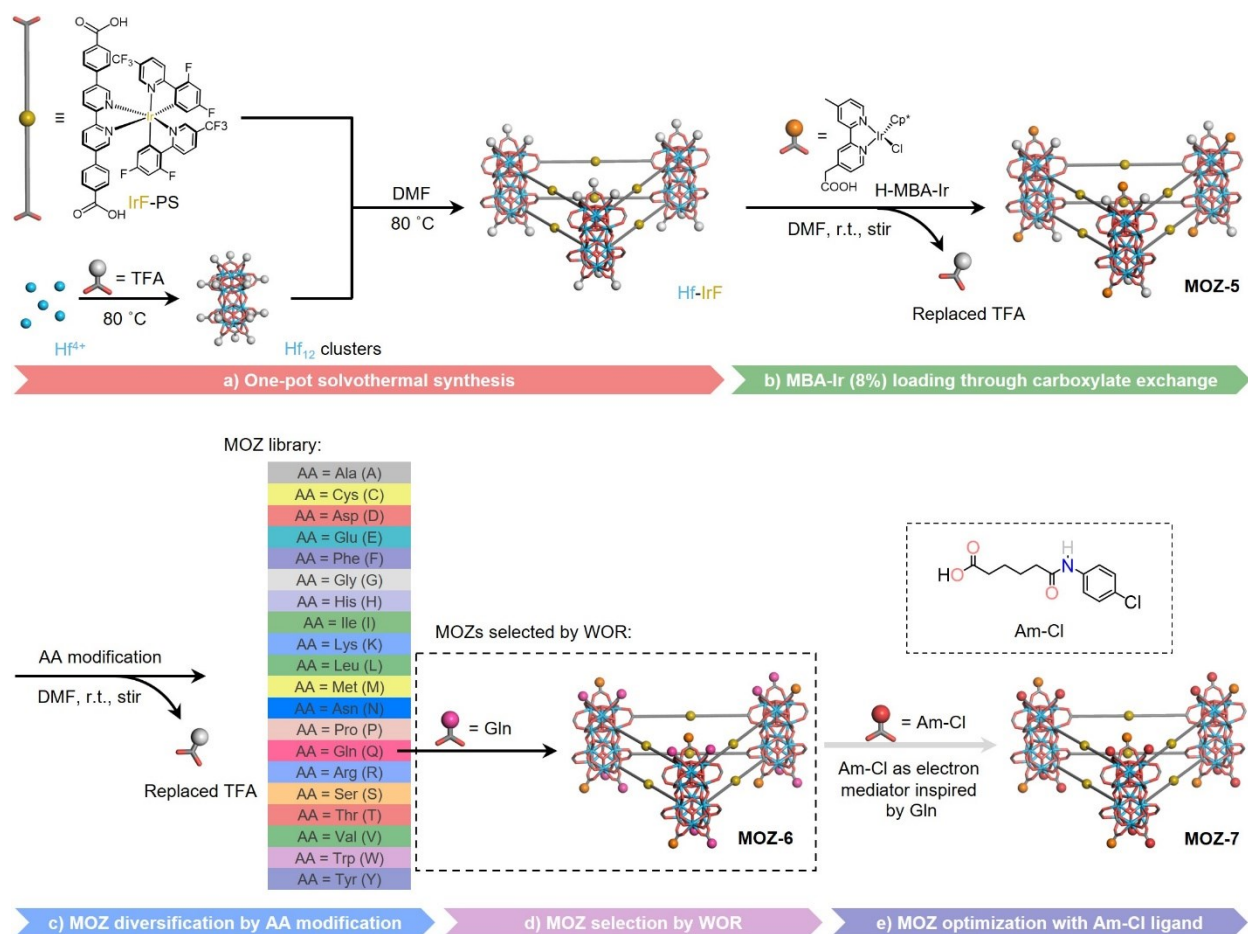 OH
O
CF3
F
N
N
N
Ir
F
N
CF3
F
F
O
OH
≡
IrF-PS
= TFA
80 ˚C
Hf4+
Hf12 clusters
DMF
80 ˚C
Hf-IrF
=
N
Cp*
Ir
N
Cl
COOH
H-MBA-Ir
DMF, r.t., stir
Replaced TFA
MOZ-5
a) One-pot solvothermal synthesis
b) MBA-Ir (8%) loading through carboxylate exchange
MOZ library:
AA = Ala (A)
AA = Cys (C)
AA = Asp (D)
AA = Glu (E)
AA = Phe (F)
AA = Gly (G)
AA = His (H)
AA = Ile (I)
AA = Lys (K)
AA = Leu (L)
AA = Met (M)
AA = Asn (N)
AA = Pro (P)
AA = Gln (Q)
AA = Arg (R)
AA = Ser (S)
AA = Thr (T)
AA = Val (V)
AA = Trp (W)
AA = Tyr (Y)
AA modification
DMF, r.t., stir
Replaced TFA
MOZs selected by WOR:
= Gln
MOZ-6
O
HO
H
N
O
Cl
Am-Cl
= Am-Cl
Am-Cl as electron
mediator inspired
by Gln
MOZ-7
c) MOZ diversification by AA modification
d) MOZ selection by WOR
e) MOZ optimization with Am-Cl ligand